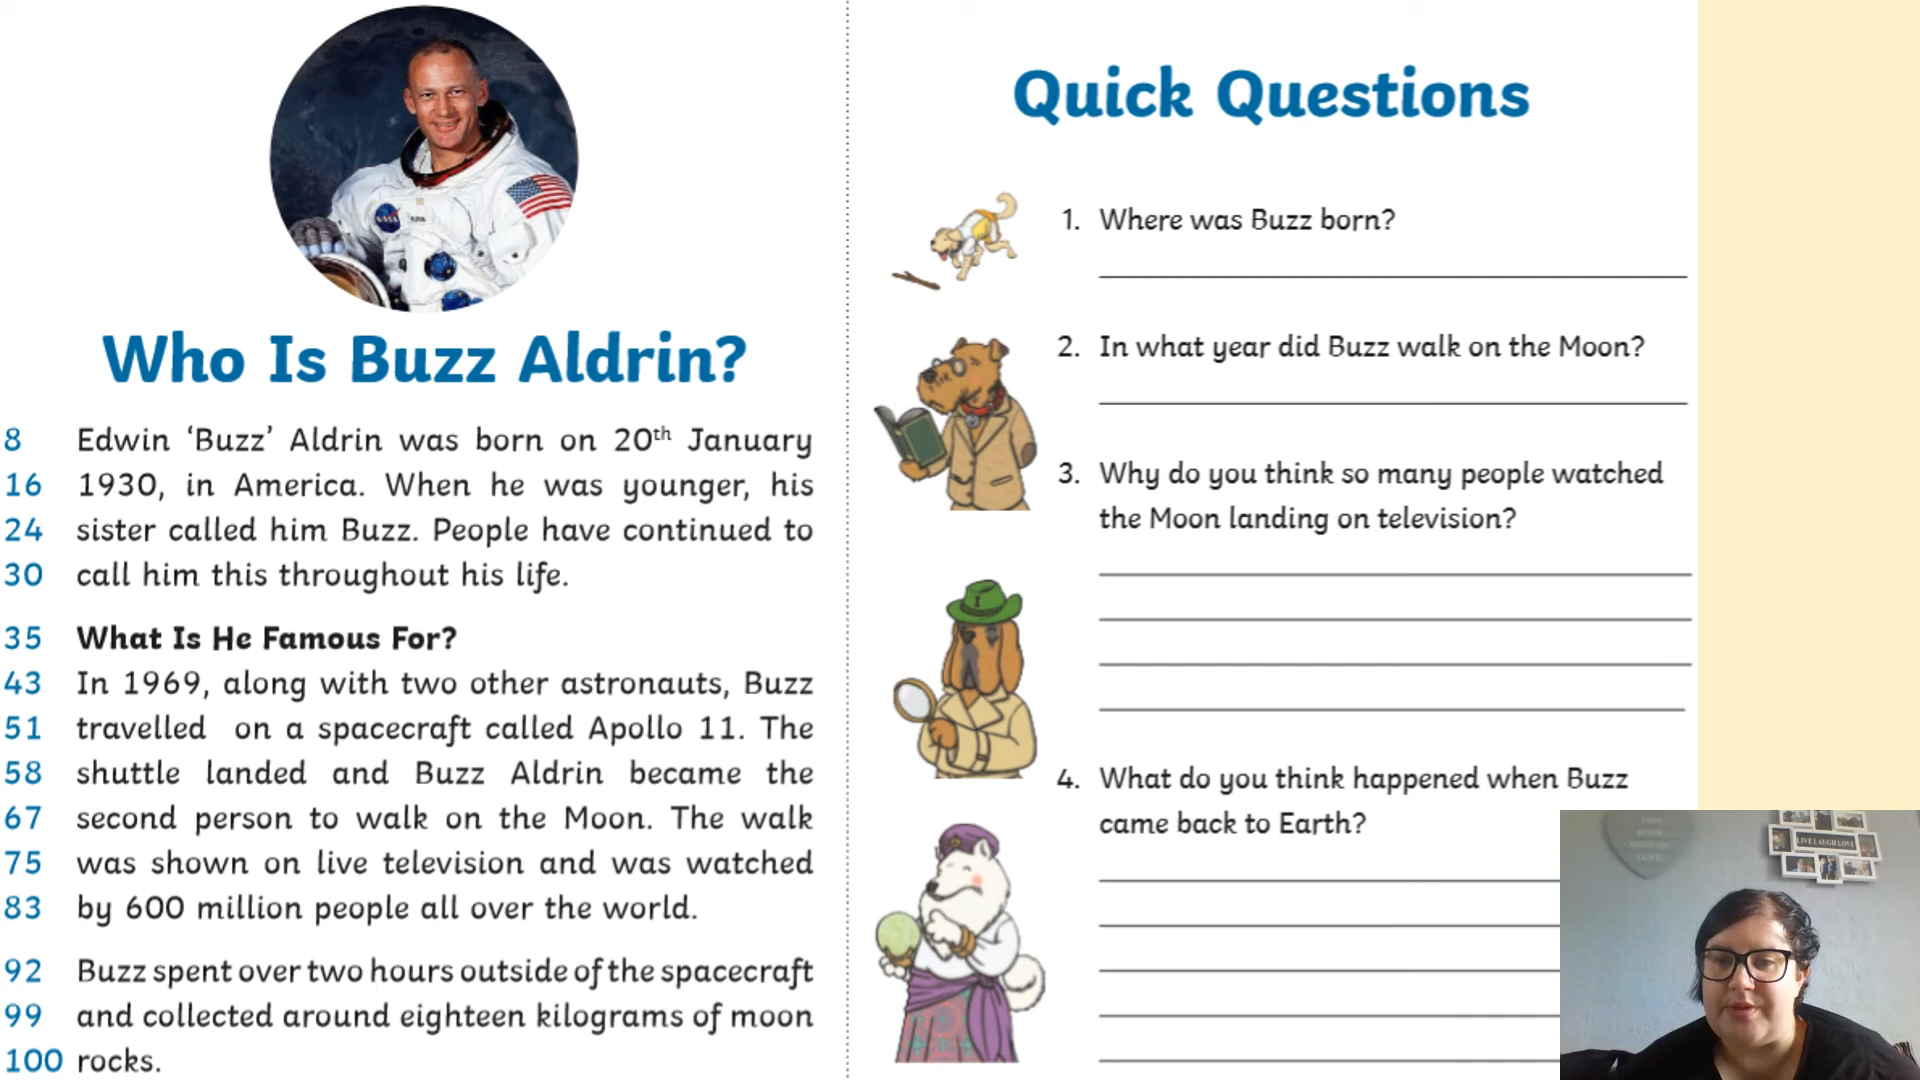 Who Is Buzz Aldrin?
8 Edwin ‘Buzz’ Aldrin was born on 20th January
16 1930, in America. When he was younger, his
24 sister called him Buzz. People have continued to
30 call him this throughout his life.
35 What Is He Famous For?
43 In 1969, along with two other astronauts, Buzz
51 travelled on a spacecraft called Apollo 11. The
58 shuttle landed and Buzz Aldrin became the
67 second person to walk on the Moon. The walk
75 was shown on live television and was watched
83 by 600 million people all over the world.
92 Buzz spent over two hours outside of the spacecraft
99 and collected around eighteen kilograms of moon
100 rocks.
Quick Questions
1. Where was Buzz born?
2. In what year did Buzz walk on the Moon?
3. Why do you think so many people watched
the Moon landing on television?
4. What do you think happened when Buzz
came back to Earth?
NASA
I
LIVE LAUGH LOVE